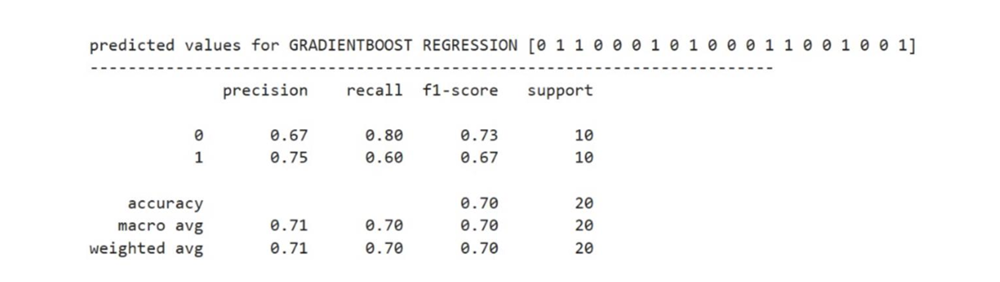 predicted values for GRADIENTBOOST REGRESSION [0 1 1 0 0 0 1 0 1 0 0 0 1 1 0 0 1 0 0 1]
------------------------------------------------------------------------
precision recall f1-score support
0 0.67 0.80 0.73 10
1 0.75 0.60 0.67 10
accuracy 0.70 20
macro avg 0.71 0.70 0.70 20
weighted avg 0.71 0.70 0.70 20